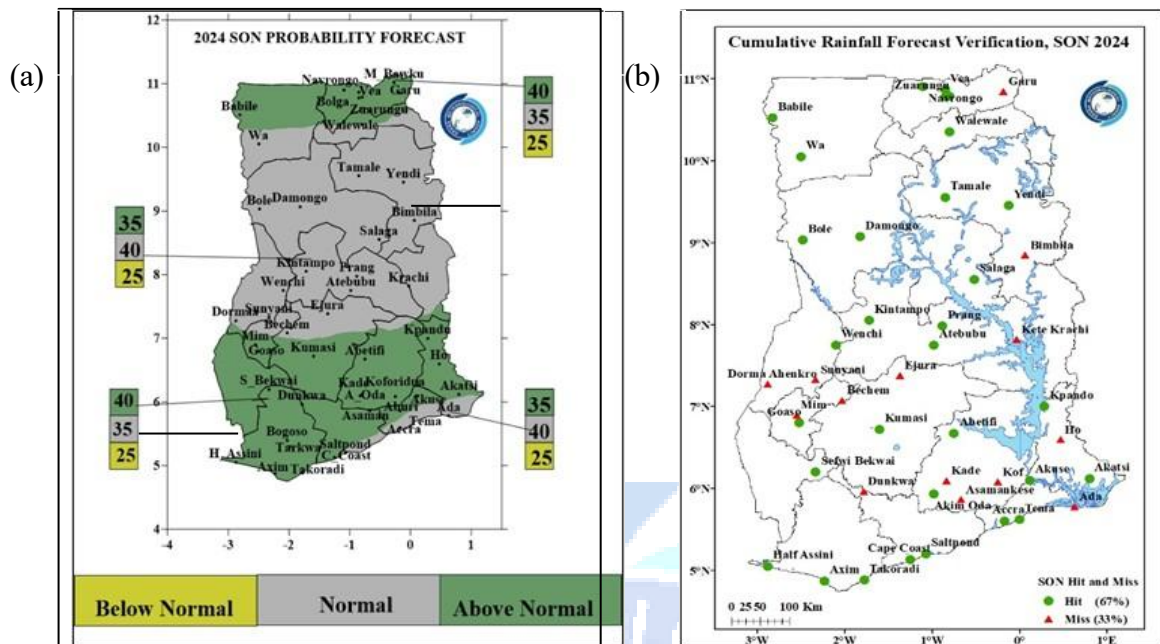 (a)
2024 SON PROBABILITY FORECAST
12
11
10
9
8
7
6
5
4
-4
-3
-2
-1
0
1
M_Bawku
Navrongo
Vea
Garu
Bolga
Zuarungu
Babile
Walewale
Wa
Tamale
Yendi
Bole
Damongo
Bimbila
Salaga
Kintampo
Prang
Krachi
Wenchi
Atebubu
Sunyani
Ejura
Dormaa
Bechem
Kpandu
Mim
Goaso
Kumasi
Abetifi
Ho
S_Bekwai
Kade
Koforidua
Akatsi
Dunkwa
A_Oda
Akuse
Ahuri
Ada
Asaman
Tema
Bogoso
Accra
Tarkwa
Saltpond
H_Assini
C_Coast
Axim
Takoradi
40
35
25
35
40
25
40
35
25
35
40
25
Below Normal
Normal
Above Normal
(b)
Cumulative Rainfall Forecast Verification, SON 2024
11°N
10°N
9°N
8°N
7°N
6°N
5°N
3°W
2°W
1°W
0°
1°E
Vea
Zuarungu
Garu
Navrongo
Babile
Walewale
Wa
Tamale
Yendi
Bole
Damongo
Bimbila
Salaga
Kintampo
Prang
Kete Krachi
Wenchi
Atebubu
Ejura
Dorma Ahenkro
Sunyani
Bechem
Mim
Kpando
Goaso
Kumasi
Abetifi
Ho
Sefwi Bekwai
Kade
Kof
Akuse
Akatsi
Dunkwa
Asamankese
Ada
Akim Oda
Accra
Tema
Cape Coast
Saltpond
Half Assini
Axim
Takoradi
SON Hit and Miss
Hit (67%)
Miss (33%)
0 25 50 100 Km